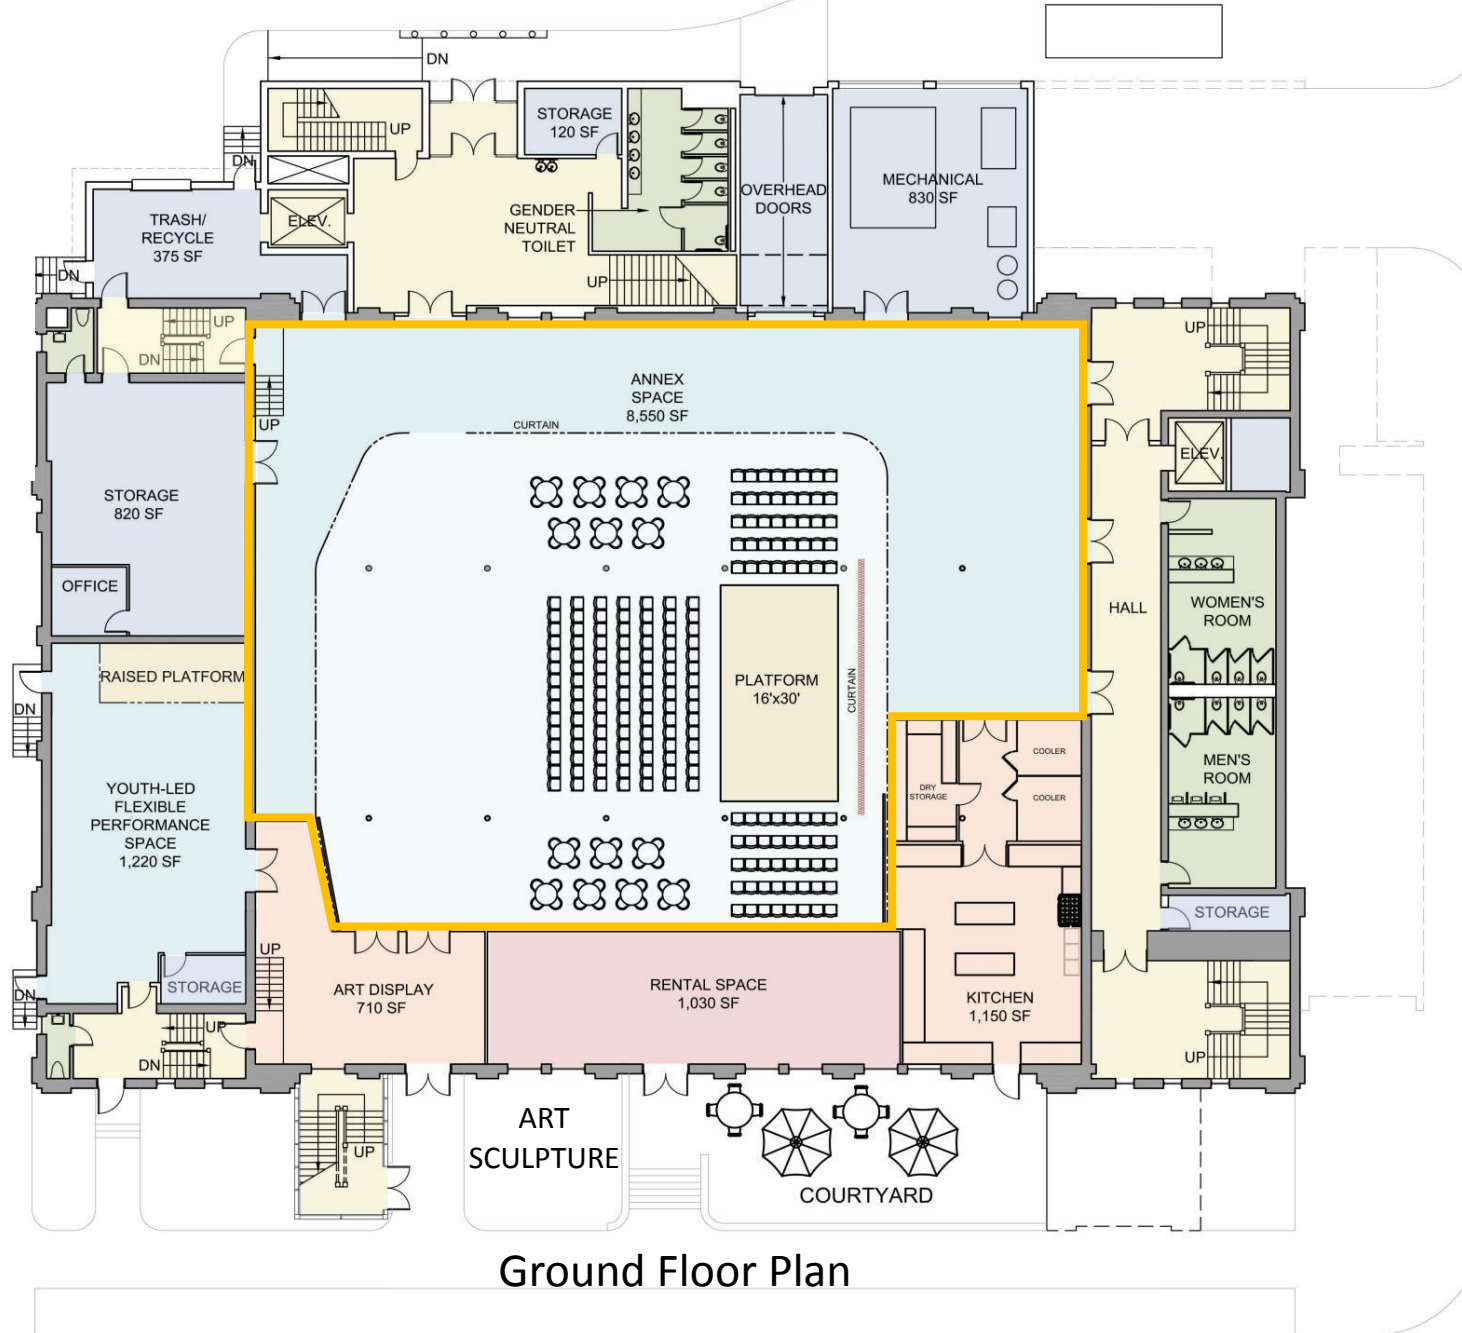 DN
STORAGE
120 SF
UP
DN
OVERHEAD
DOORS
MECHANICAL
830 SF
TRASH/
RECYCLE
375 SF
ELEV.
GENDER
NEUTRAL
TOILET
DN
UP
UP
DN
UP
ANNEX
SPACE
8,550 SF
UP
CURTAIN
ELEV.
STORAGE
820 SF
OFFICE
HALL
WOMEN'S
ROOM
RAISED PLATFORM
PLATFORM
16'x30'
CURTAIN
DN
COOLER
DRY
STORAGE
COOLER
MEN'S
ROOM
YOUTH-LED
FLEXIBLE
PERFORMANCE
SPACE
1,220 SF
STORAGE
UP
STORAGE
ART DISPLAY
710 SF
RENTAL SPACE
1,030 SF
KITCHEN
1,150 SF
DN
UP
DN
UP
ART
SCULPTURE
UP
COURTYARD
Ground Floor Plan